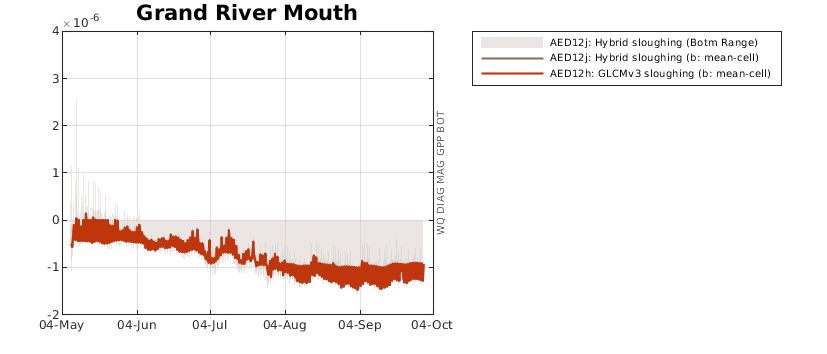 Grand River Mouth
×10⁻⁶
4
3
2
1
0
-1
-2
04-May 04-Jun 04-Jul 04-Aug 04-Sep 04-Oct
WQ DIAG MAG GPP BOT
AED12j: Hybrid sloughing (Botm Range)
AED12j: Hybrid sloughing (b: mean-cell)
AED12h: GLCMv3 sloughing (b: mean-cell)